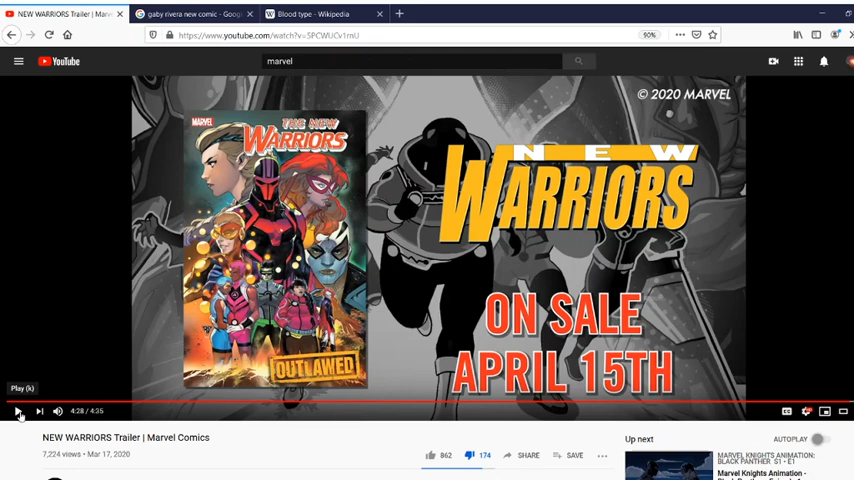 NEW WARRIORS Trailer | Marv
gaby rivera new comic - Goog
Blood type - Wikipedia
https://www.youtube.com/watch?v=5PCWUCv1rnU
90%
YouTube
marvel
© 2020 MARVEL
MARVEL
THE NEW
WARRIORS
OUTLAWED
NEW
WARRIORS
ON SALE
APRIL 15TH
Play (k)
4:28 / 4:35
CC
NEW WARRIORS Trailer | Marvel Comics
7,224 views • Mar 17, 2020
862
174
SHARE
SAVE
Up next
AUTOPLAY
MARVEL KNIGHTS ANIMATION:
BLACK PANTHER S1 • E1
Marvel Knights Animation -